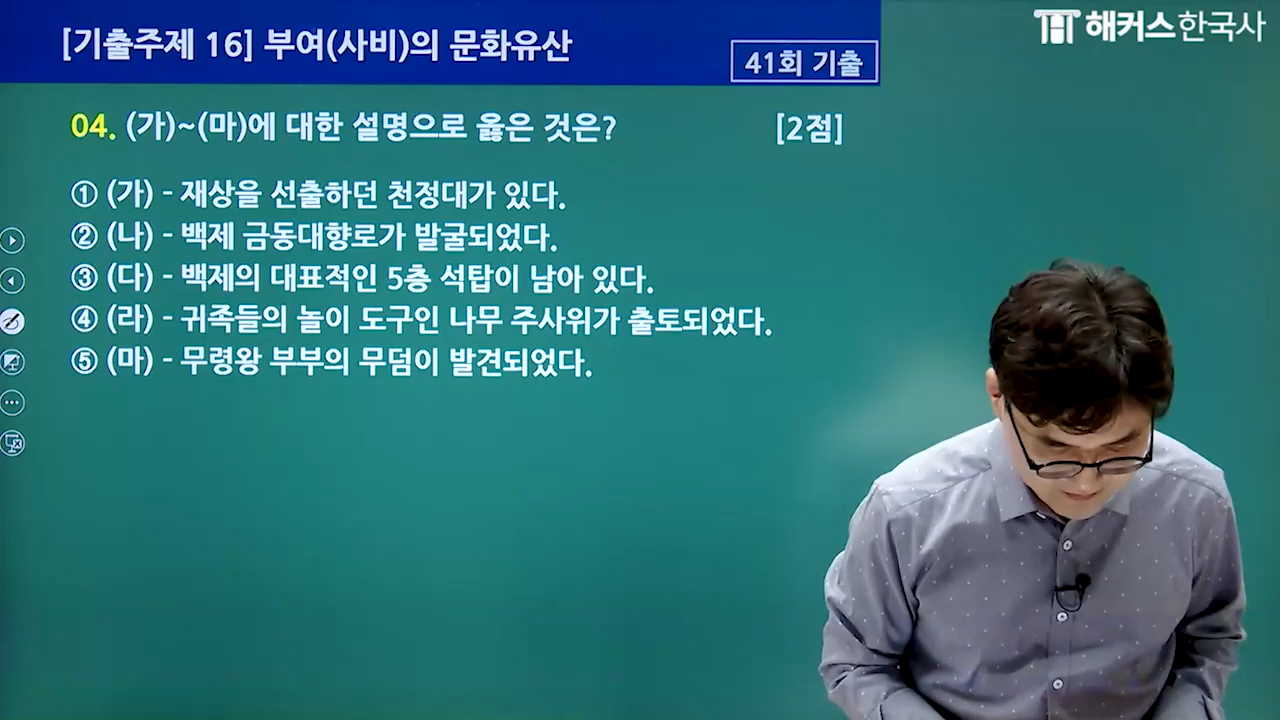 [기출주제 16] 부여(사비)의 문화유산
41회 기출
해커스한국사
04. (가)~(마)에 대한 설명으로 옳은 것은? [2점]
① (가) - 재상을 선출하던 천정대가 있다.
② (나) - 백제 금동대향로가 발굴되었다.
③ (다) - 백제의 대표적인 5층 석탑이 남아 있다.
④ (라) - 귀족들의 놀이 도구인 나무 주사위가 출토되었다.
⑤ (마) - 무령왕 부부의 무덤이 발견되었다.